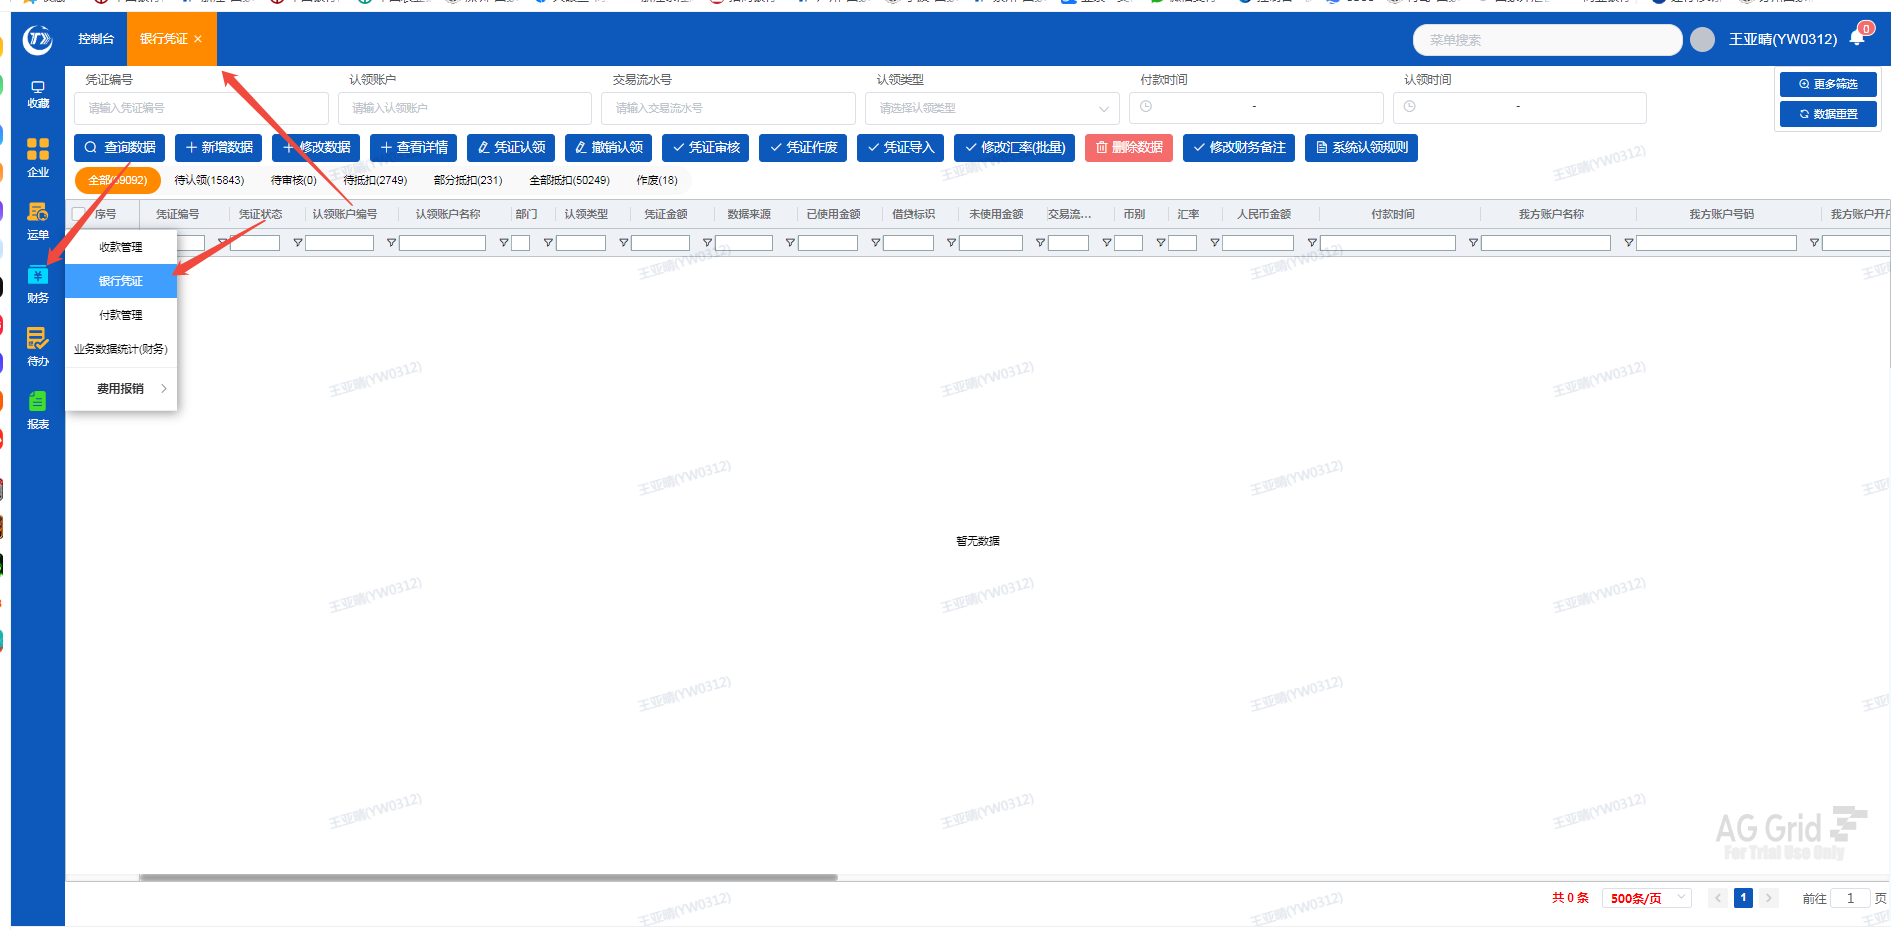 控制台
银行凭证 ×
菜单搜索
王亚晴(YW0312)
0
收藏
企业
运单
财务
待办
报表
凭证编号
认领账户
交易流水号
认领类型
付款时间
认领时间
请输入凭证编号
请输入认领账户
请输入交易流水号
请选择认领类型
-
-
更多筛选
数据重置
查询数据
新增数据
修改数据
查看详情
凭证认领
撤销认领
凭证审核
凭证作废
凭证导入
修改汇率(批量)
删除数据
修改财务备注
系统认领规则
待认领(15843)
待审核(0)
待抵扣(2749)
部分抵扣(231)
全部抵扣(50249)
作废(18)
序号
凭证编号
凭证状态
认领账户编号
认领账户名称
部门
认领类型
凭证金额
数据来源
已使用金额
借贷标识
未使用金额
交易流...
币别
汇率
人民币金额
付款时间
我方账户名称
我方账户号码
我方账户开户
收款管理
银行凭证
付款管理
业务数据统计(财务)
费用报销
暂无数据
AG Grid
For Trial Use Only
共 0 条
500条/页
1
前往
1
页